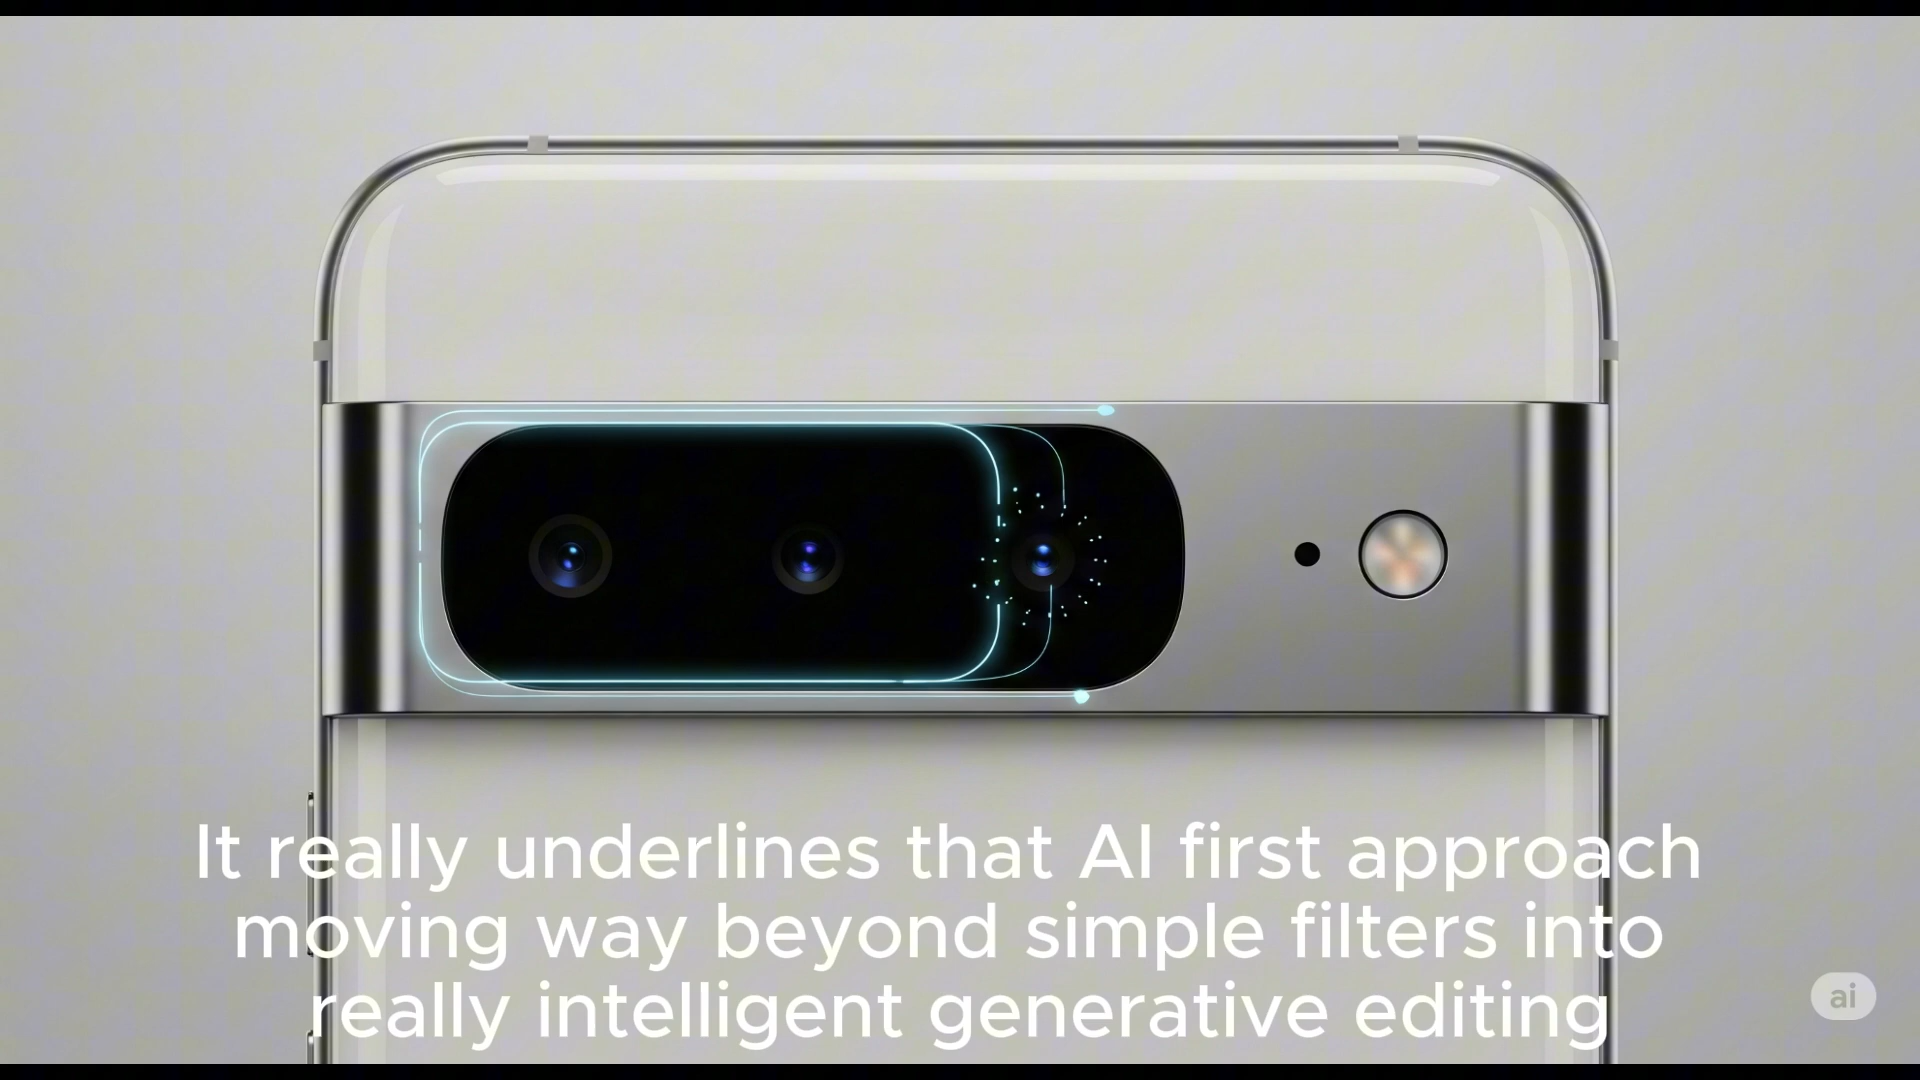 It really underlines that AI first approach
moving way beyond simple filters into
really intelligent generative editing
ai